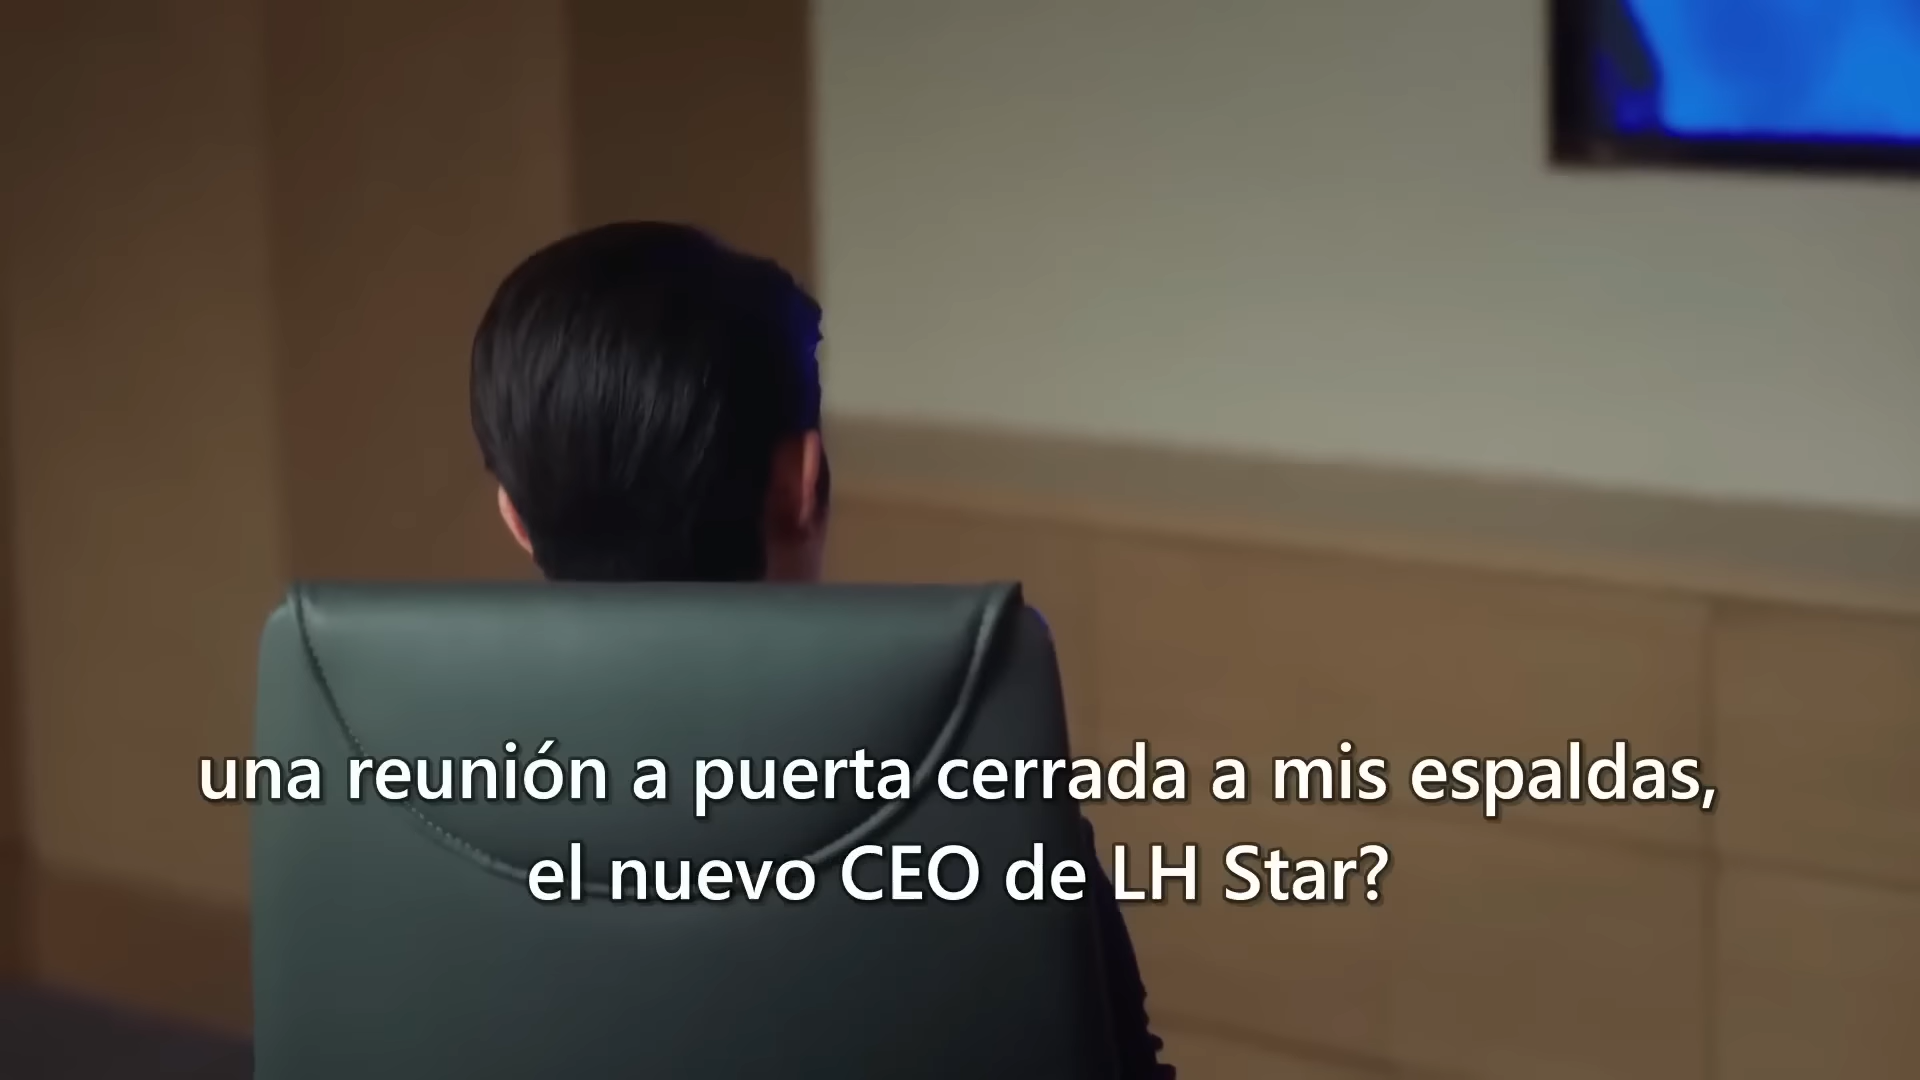 una reunión a puerta cerrada a mis espaldas,
el nuevo CEO de LH Star?